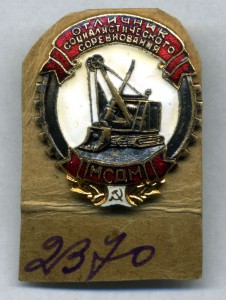 ОТЛИЧНИК
СОЦИАЛИСТИЧЕСКОГО
СОРЕВНОВАНИЯ
МСДМ
2370